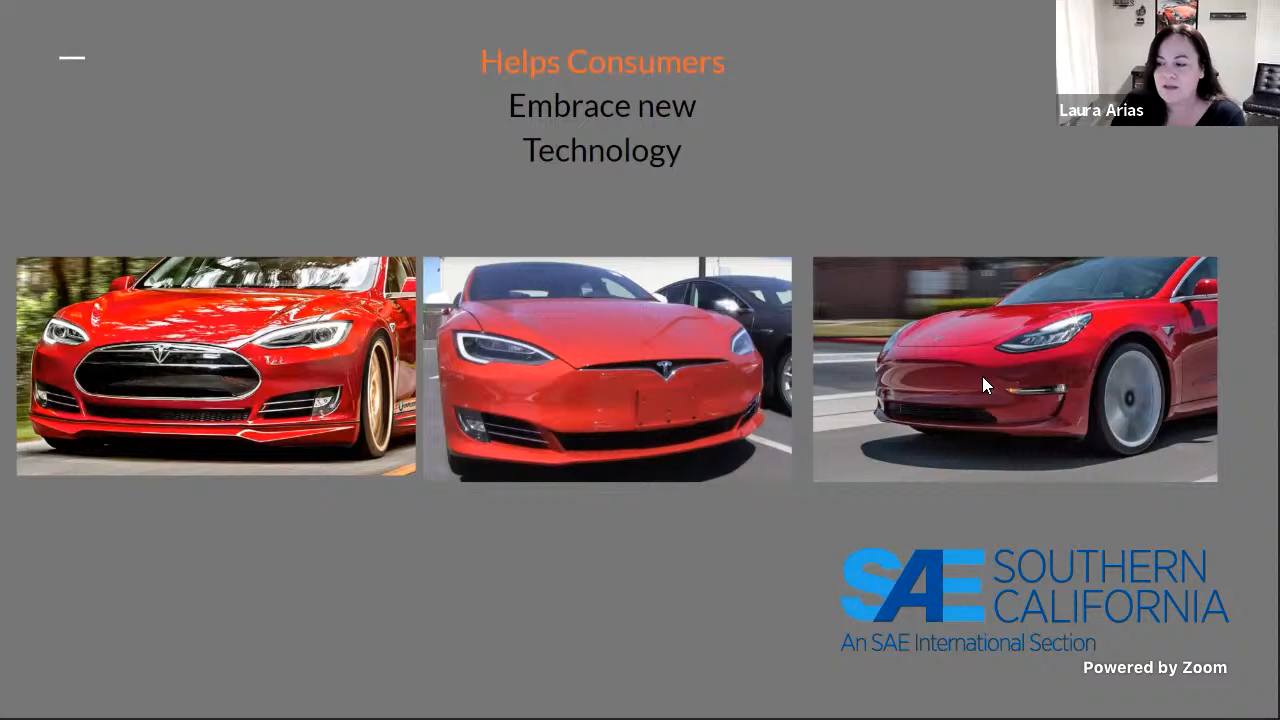 Helps Consumers
Embrace new
Technology
Laura Arias
SAE SOUTHERN
CALIFORNIA
An SAE International Section
Powered by Zoom